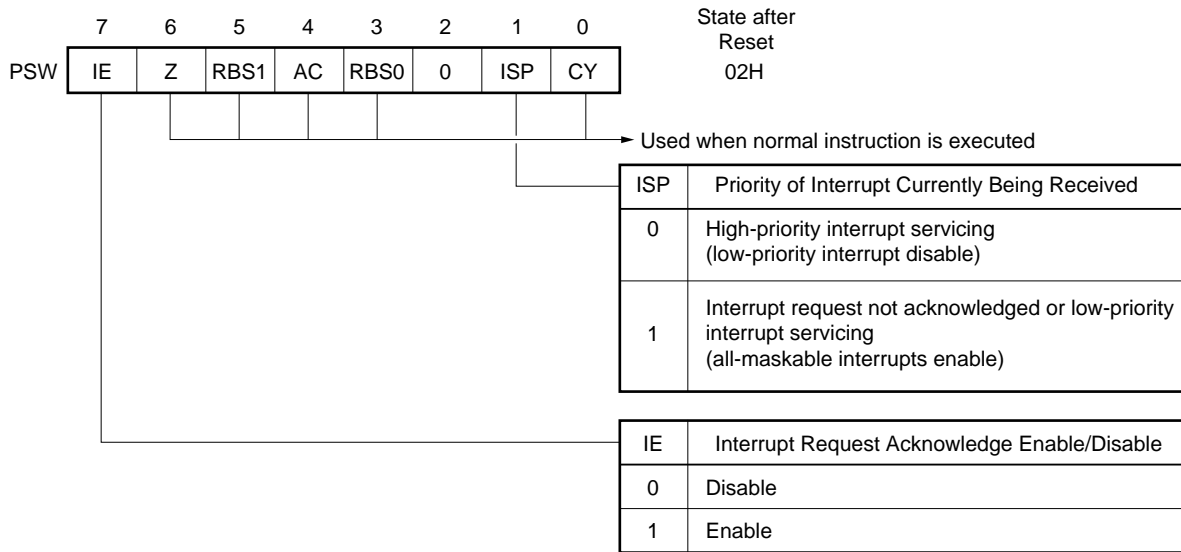 7 6 5 4 3 2 1 0 State after
Reset
PSW IE Z RBS1 AC RBS0 0 ISP CY 02H
Used when normal instruction is executed
ISP Priority of Interrupt Currently Being Received
0 High-priority interrupt servicing
(low-priority interrupt disable)
1 Interrupt request not acknowledged or low-priority
interrupt servicing
(all-maskable interrupts enable)
IE Interrupt Request Acknowledge Enable/Disable
0 Disable
1 Enable